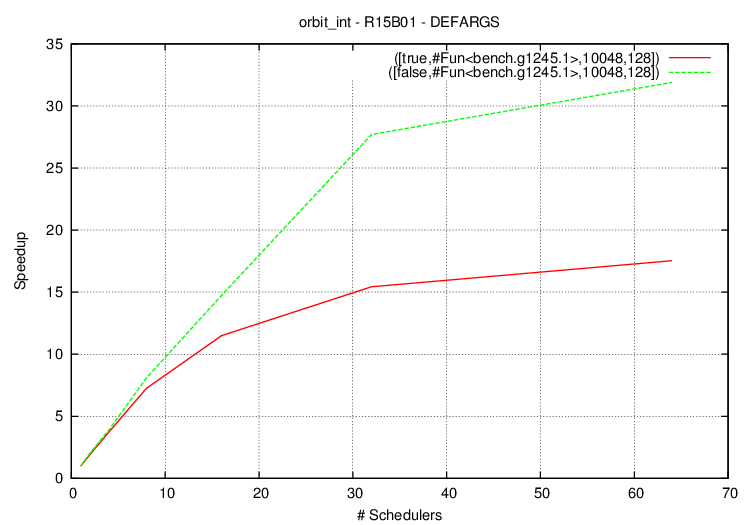 orbit_int - R15B01 - DEFARGS
([true,#Fun<bench.g1245.1>,10048,128])
([false,#Fun<bench.g1245.1>,10048,128])
35
30
25
20
15
10
5
0
Speedup
0 10 20 30 40 50 60 70
# Schedulers